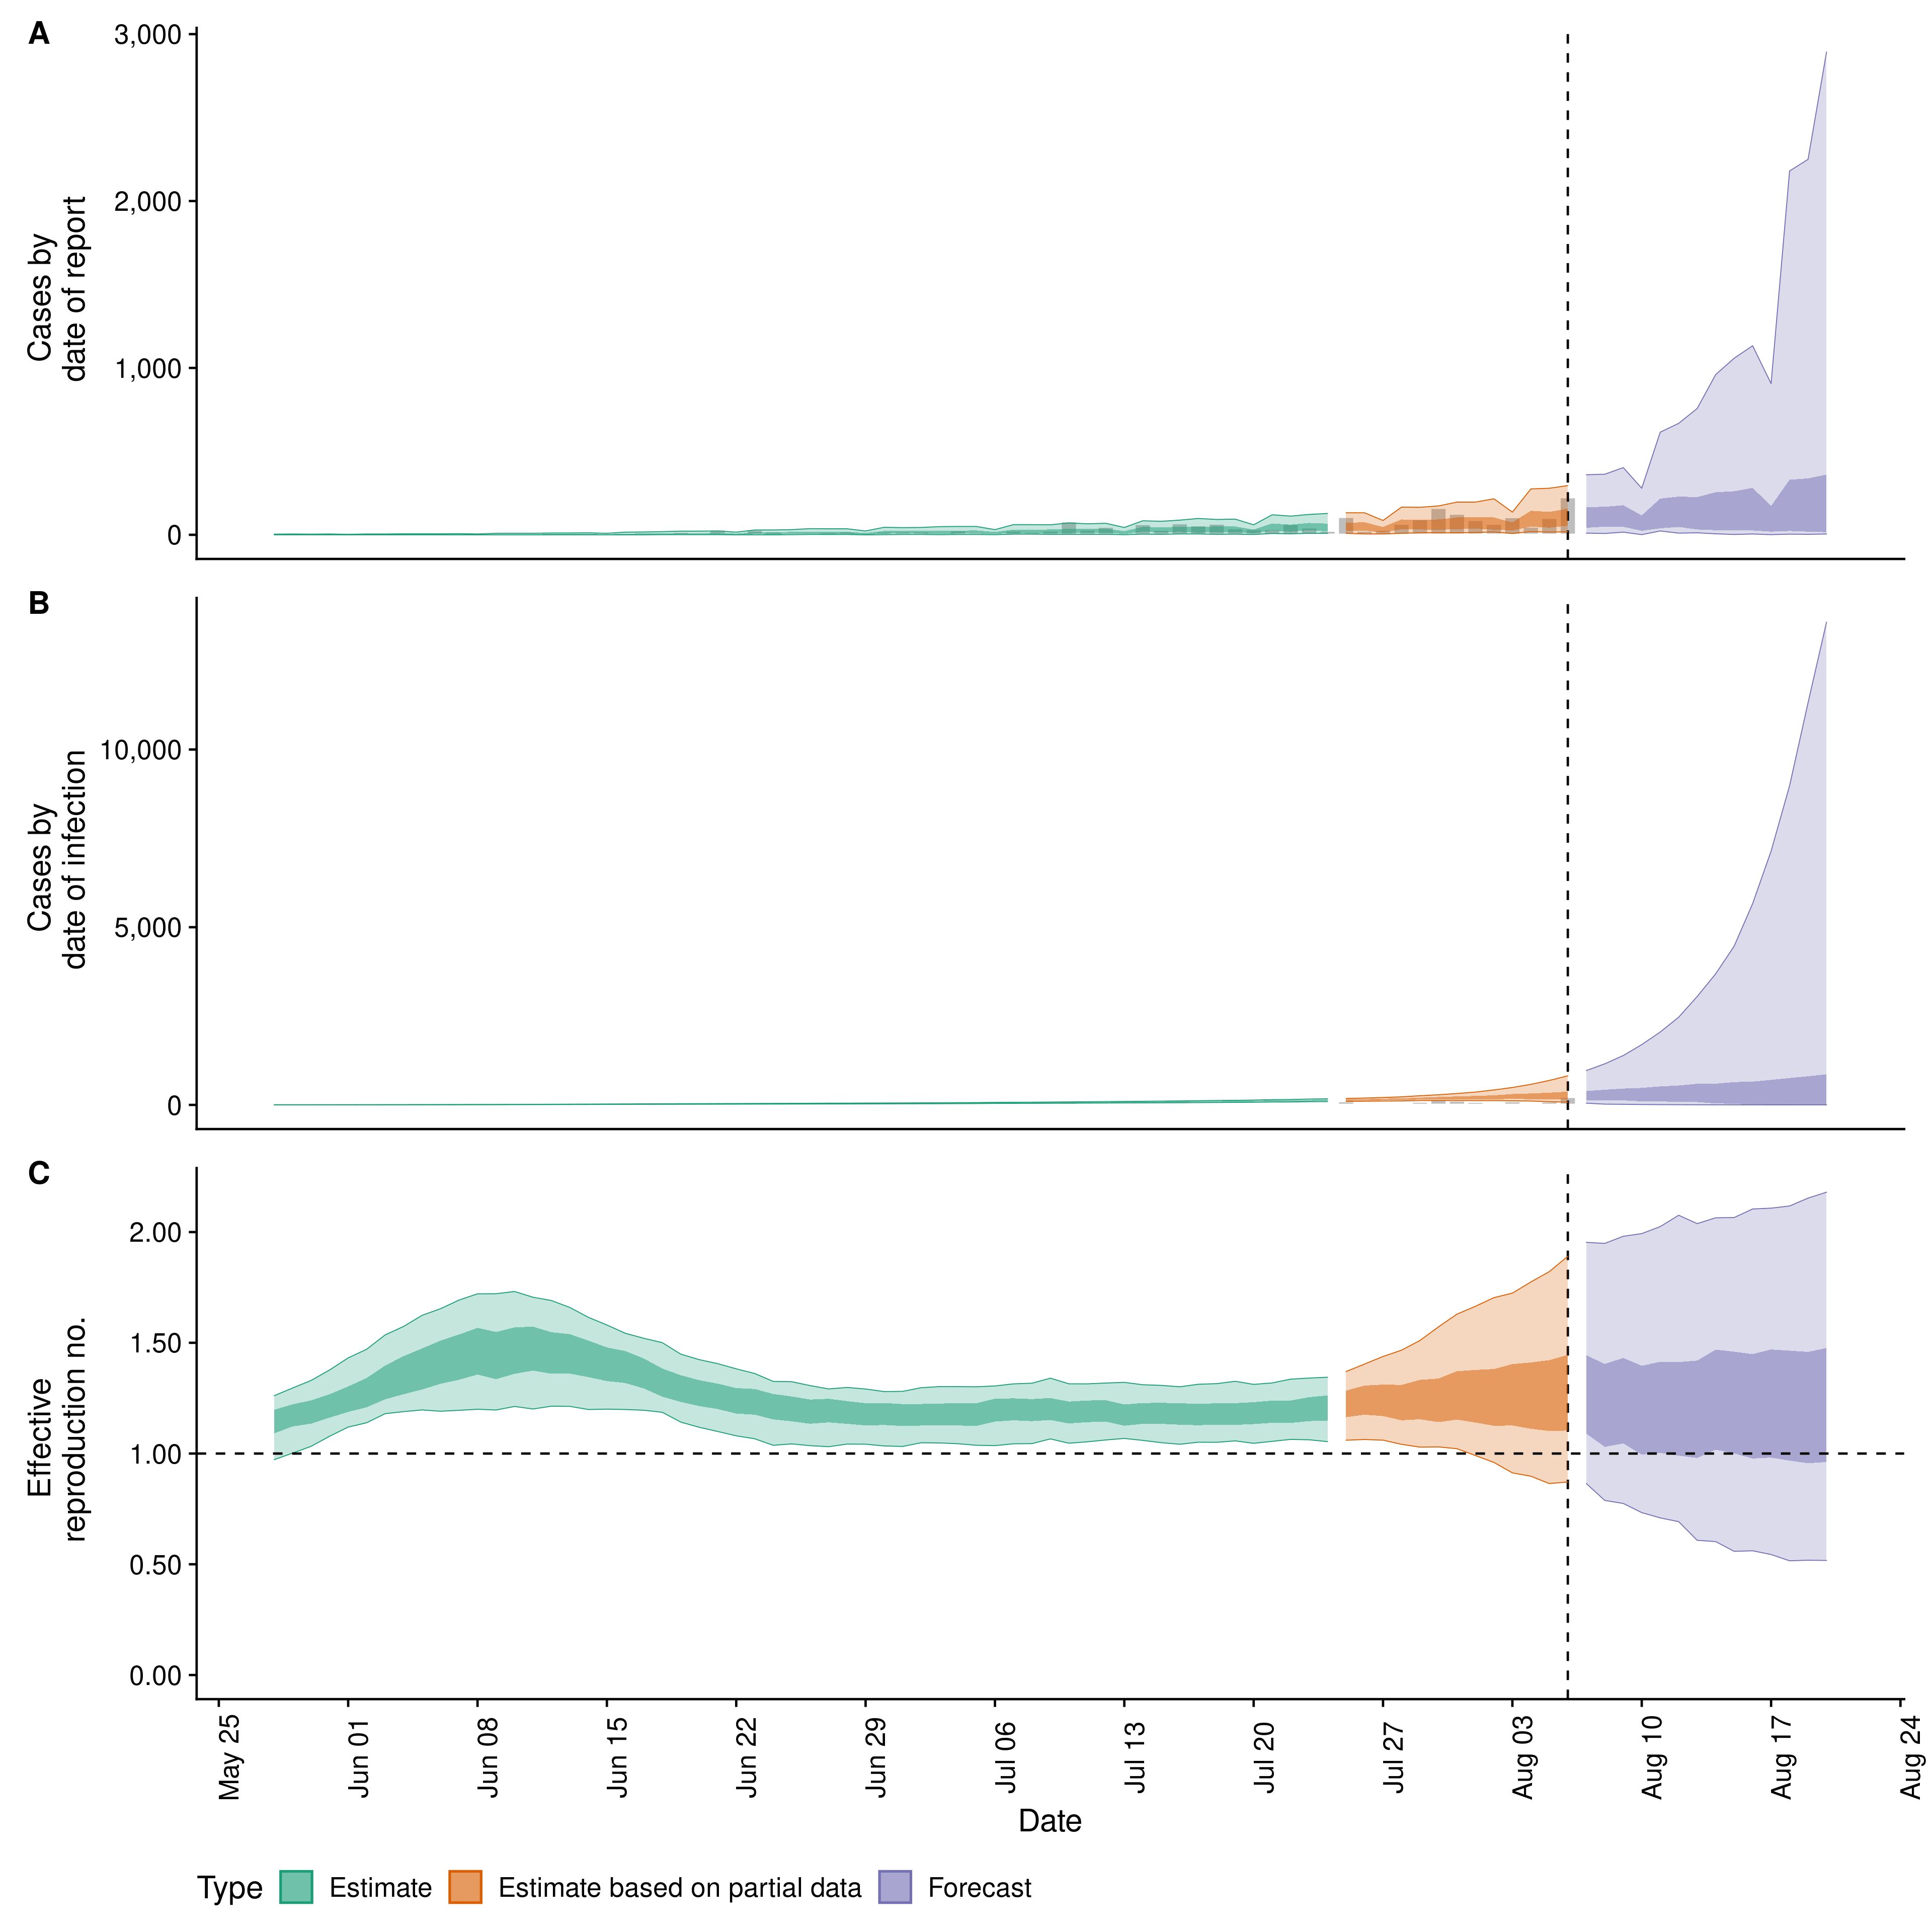 A
3,000
2,000
1,000
0
Cases by
date of report
B
10,000
5,000
0
Cases by
date of infection
C
2.00
1.50
1.00
0.50
0.00
Effective
reproduction no.
May 25
Jun 01
Jun 08
Jun 15
Jun 22
Jun 29
Jul 06
Jul 13
Jul 20
Jul 27
Aug 03
Aug 10
Aug 17
Aug 24
Date
Type Estimate Estimate based on partial data Forecast